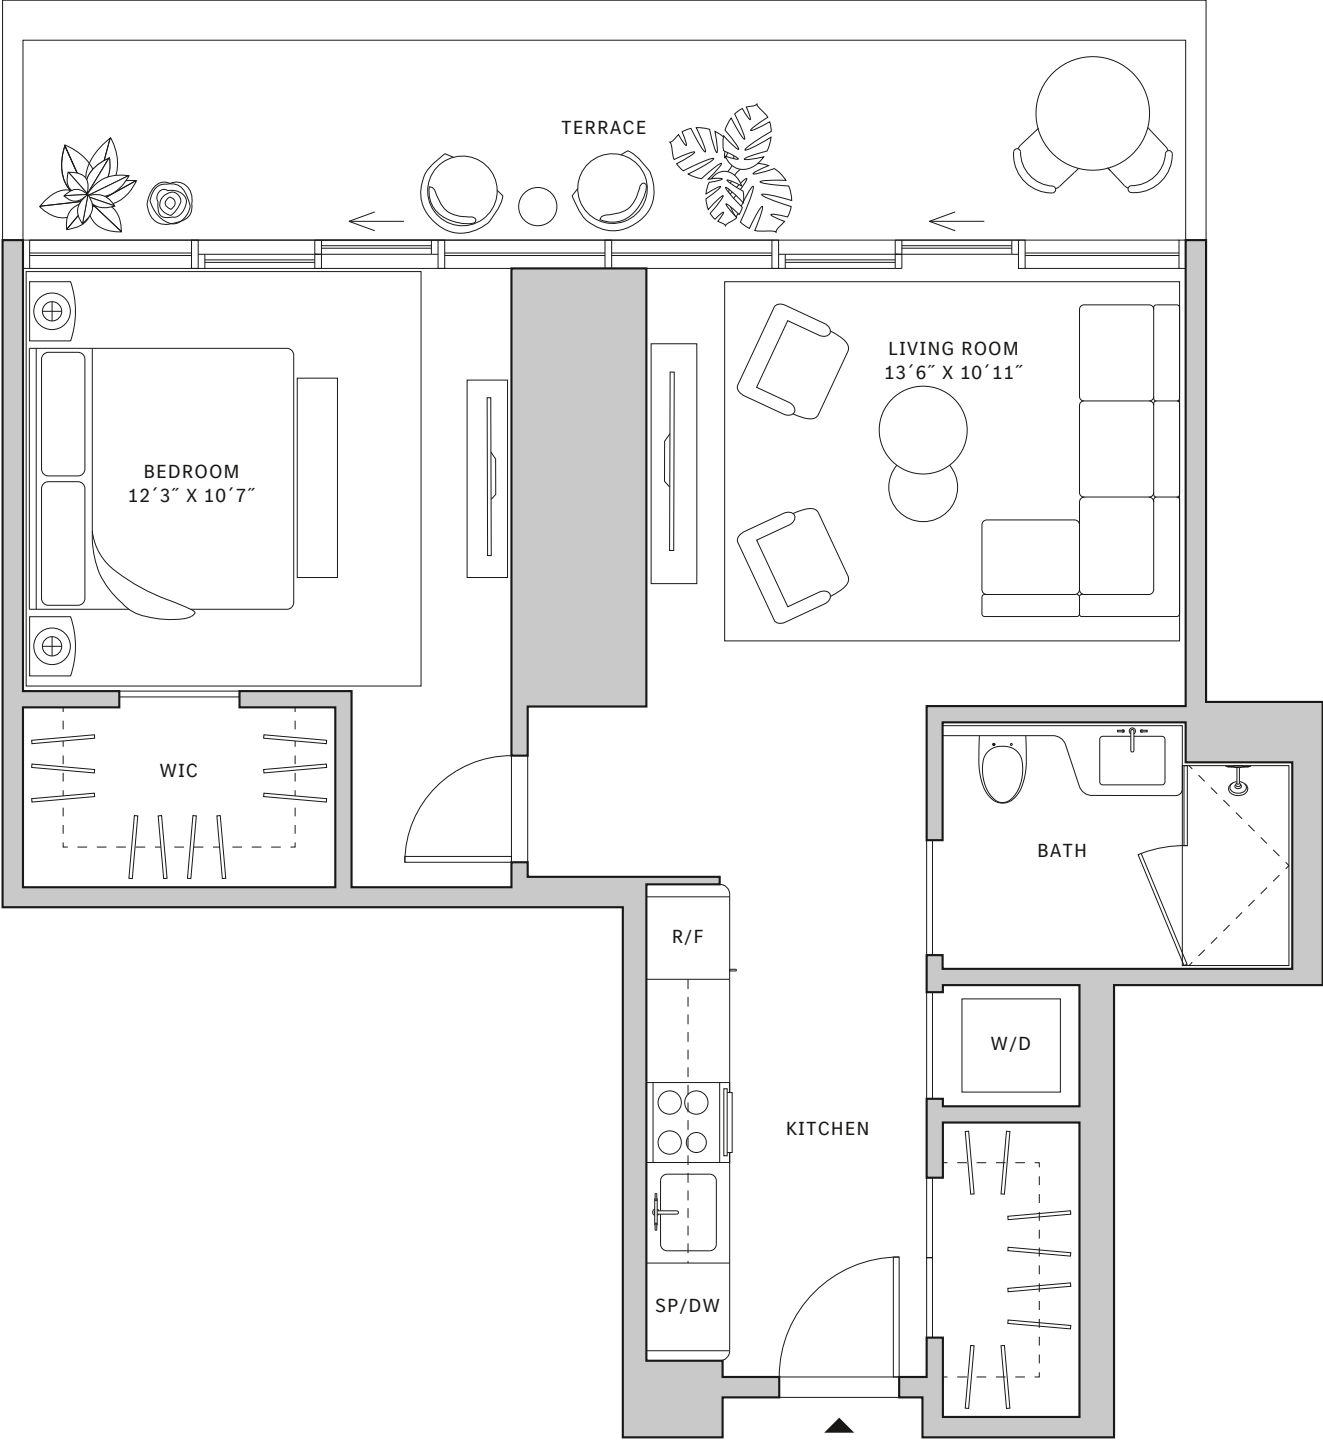 TERRACE
LIVING ROOM
13´6˝ X 10´11˝
BEDROOM
12´3˝ X 10´7˝
WIC
BATH
R/F
W/D
KITCHEN
SP/DW